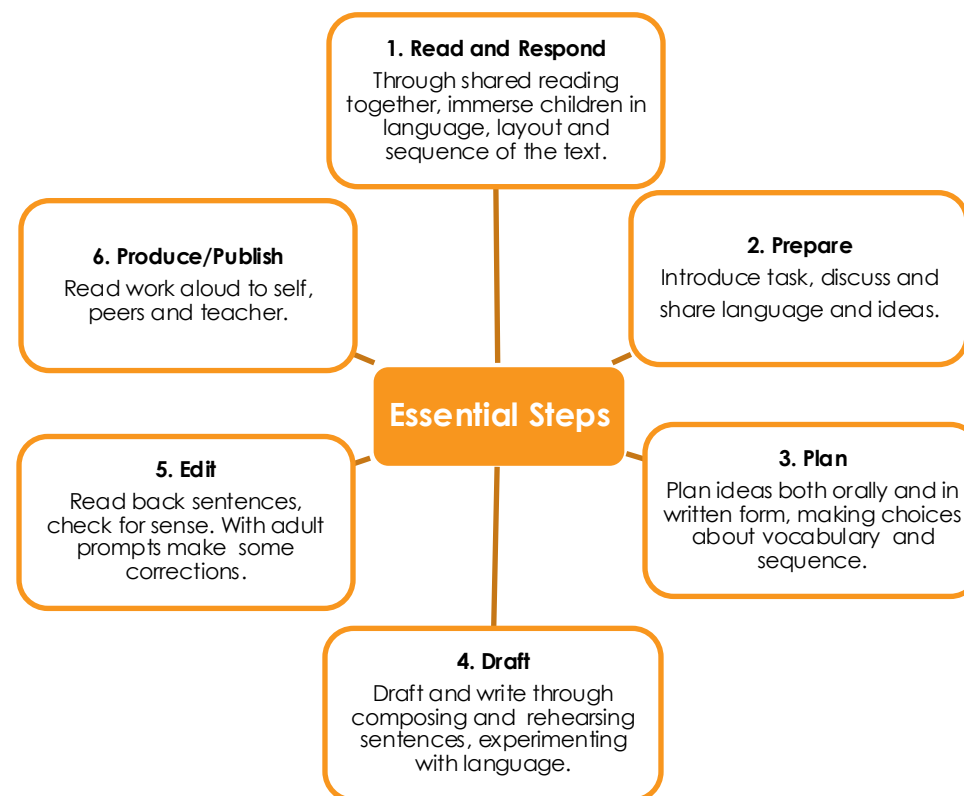 1. Read and Respond
Through shared reading
together, immerse children in
language, layout and
sequence of the text.
2. Prepare
Introduce task, discuss and
share language and ideas.
3. Plan
Plan ideas both orally and in
written form, making choices
about vocabulary and
sequence.
4. Draft
Draft and write through
composing and rehearsing
sentences, experimenting
with language.
5. Edit
Read back sentences,
check for sense. With adult
prompts make some
corrections.
6. Produce/Publish
Read work aloud to self,
peers and teacher.
Essential Steps